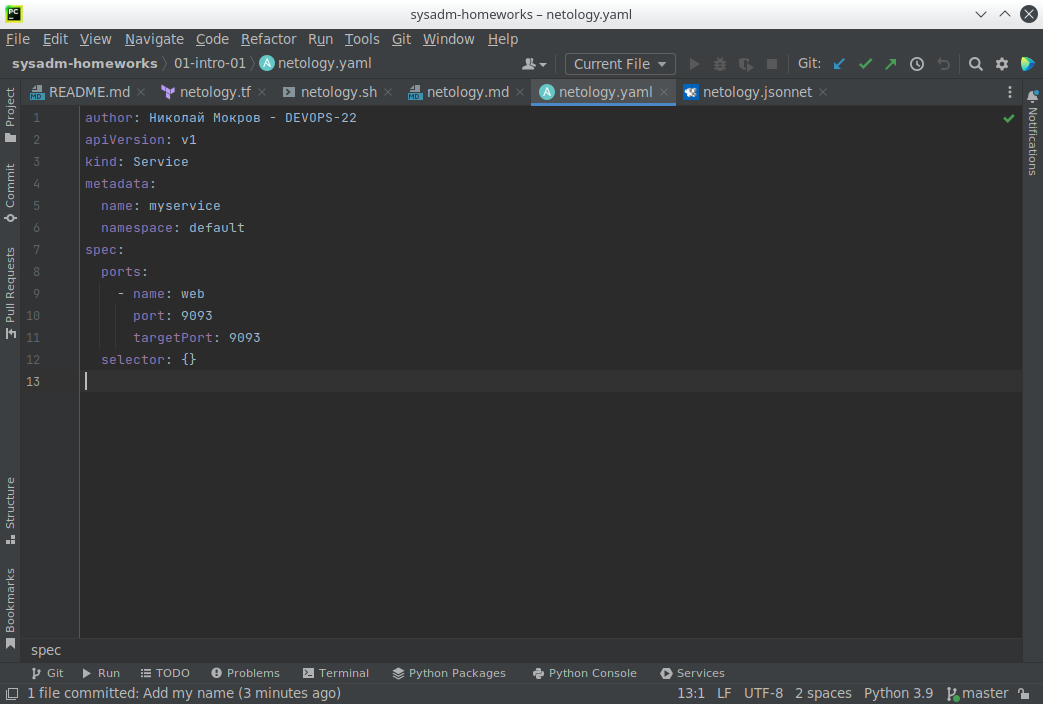 sysadm-homeworks – netology.yaml
File Edit View Navigate Code Refactor Run Tools Git Window Help
sysadm-homeworks 01-intro-01 netology.yaml Current File Git:
README.md netology.tf netology.sh netology.md netology.yaml netology.jsonnet
Project
Commit
Pull Requests
Structure
Bookmarks
Notifications
1 author: Николай Мокров - DEVOPS-22
2 apiVersion: v1
3 kind: Service
4 metadata:
5 name: myservice
6 namespace: default
7 spec:
8 ports:
9 - name: web
10 port: 9093
11 targetPort: 9093
12 selector: {}
13
spec
Git Run TODO Problems Terminal Python Packages Python Console Services
1 file committed: Add my name (3 minutes ago) 13:1 LF UTF-8 2 spaces Python 3.9 master